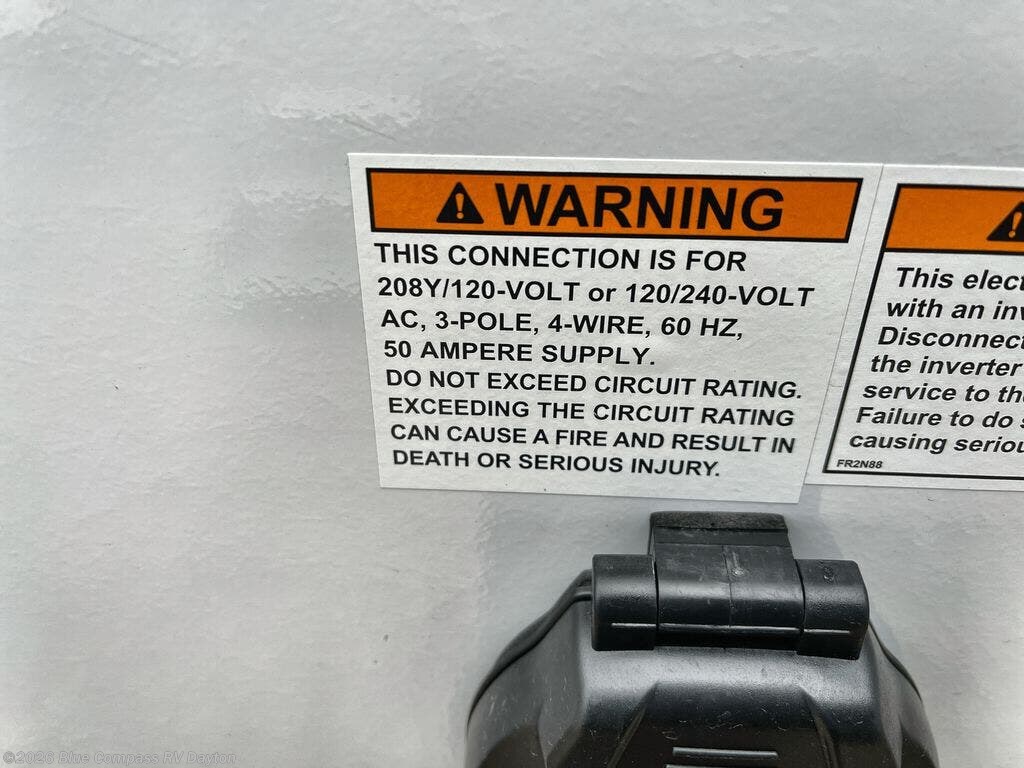 WARNING
THIS CONNECTION IS FOR
208Y/120-VOLT or 120/240-VOLT
AC, 3-POLE, 4-WIRE, 60 HZ,
50 AMPERE SUPPLY.
DO NOT EXCEED CIRCUIT RATING.
EXCEEDING THE CIRCUIT RATING
CAN CAUSE A FIRE AND RESULT IN
DEATH OR SERIOUS INJURY.
This elect
with an inv
Disconnect
the inverter
service to th
Failure to do
causing seriou
FR2N88
©2026 Blue Compass RV Dayton